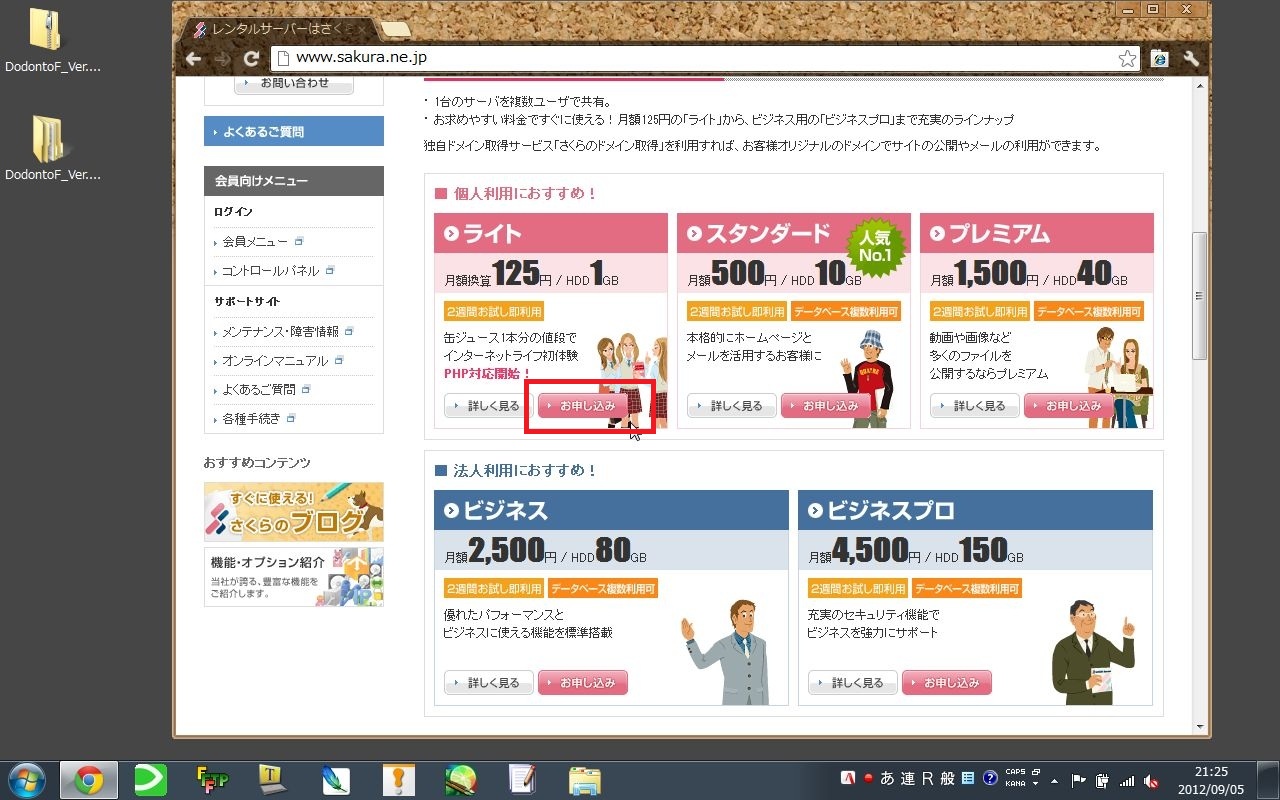 DodontoF_Ver....
DodontoF_Ver....
レンタルサーバーはさく
www.sakura.ne.jp
お問い合わせ
よくあるご質問
会員向けメニュー
ログイン
会員メニュー
コントロールパネル
サポートサイト
メンテナンス・障害情報
オンラインマニュアル
よくあるご質問
各種手続き
おすすめコンテンツ
すぐに使える!
さくらのブログ
機能・オプション紹介
当社が誇る、豊富な機能を
ご紹介します。
・ 1台のサーバを複数ユーザで共有。
・ お求めやすい料金ですぐに使える！月額125円の「ライト」から、ビジネス用の「ビジネスプロ」まで充実のラインナップ
独自ドメイン取得サービス「さくらのドメイン取得」を利用すれば、お客様オリジナルのドメインでサイトの公開やメールの利用ができます。
個人利用におすすめ！
ライト
月額換算125円 / HDD 1GB
2週間お試し即利用
缶ジュース1本分の値段で
インターネットライフ初体験
PHP対応開始！
詳しく見る
お申し込み
スタンダード
人気
No.1
月額500円 / HDD 10GB
2週間お試し即利用 データベース複数利用可
本格的にホームページと
メールを活用するお客様に
詳しく見る
お申し込み
プレミアム
月額1,500円 / HDD 40GB
2週間お試し即利用 データベース複数利用可
動画や画像など
多くのファイルを
公開するならプレミアム
詳しく見る
お申し込み
法人利用におすすめ！
ビジネス
月額2,500円 / HDD 80GB
2週間お試し即利用 データベース複数利用可
優れたパフォーマンスと
ビジネスに使える機能を標準搭載
詳しく見る
お申し込み
ビジネスプロ
月額4,500円 / HDD 150GB
2週間お試し即利用 データベース複数利用可
充実のセキュリティ機能で
ビジネスを強力にサポート
詳しく見る
お申し込み
FFFTP
A あ 連 R 般
CAPS
KANA
21:25
2012/09/05